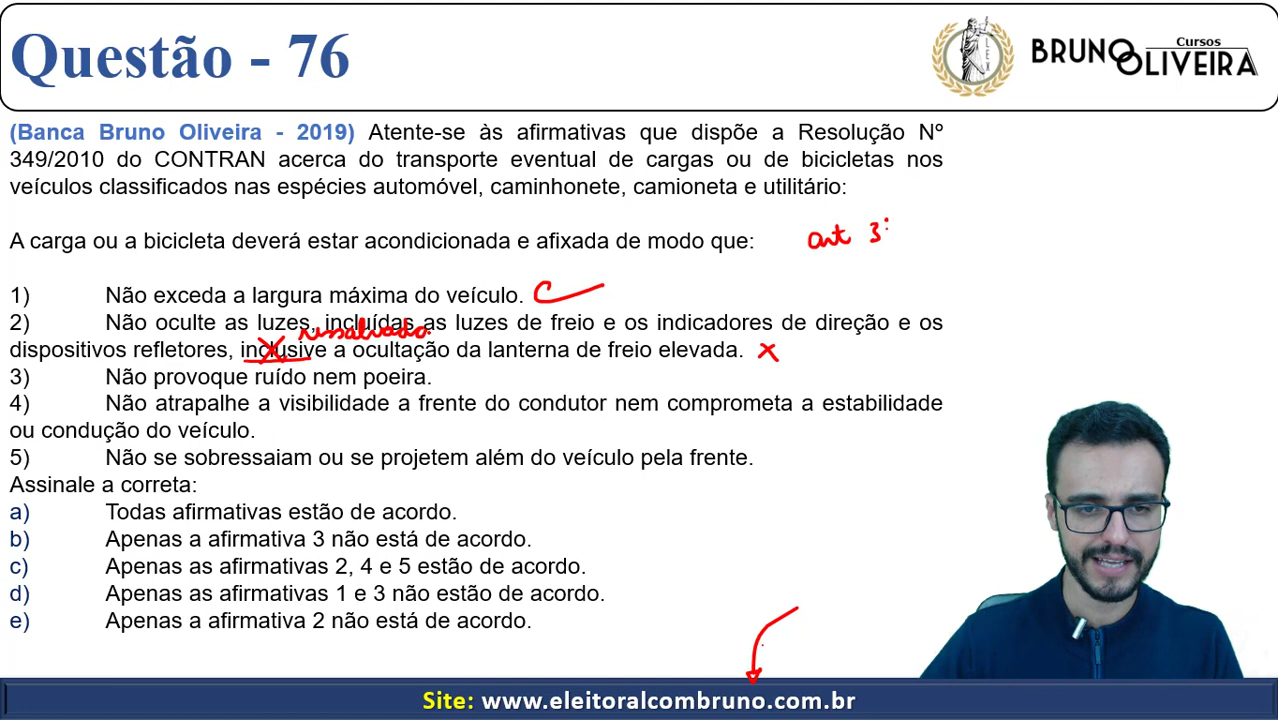 Questão - 76
Cursos
BRUNO
OLIVEIRA
LEX
(Banca Bruno Oliveira - 2019) Atente-se às afirmativas que dispõe a Resolução Nº
349/2010 do CONTRAN acerca do transporte eventual de cargas ou de bicicletas nos
veículos classificados nas espécies automóvel, caminhonete, camioneta e utilitário:
A carga ou a bicicleta deverá estar acondicionada e afixada de modo que:
art 3º
1) Não exceda a largura máxima do veículo. C
2) Não oculte as luzes, incluídas as luzes de freio e os indicadores de direção e os
ressalvado
dispositivos refletores, inclusive a ocultação da lanterna de freio elevada. X
3) Não provoque ruído nem poeira.
4) Não atrapalhe a visibilidade a frente do condutor nem comprometa a estabilidade
ou condução do veículo.
5) Não se sobressaiam ou se projetem além do veículo pela frente.
Assinale a correta:
a) Todas afirmativas estão de acordo.
b) Apenas a afirmativa 3 não está de acordo.
c) Apenas as afirmativas 2, 4 e 5 estão de acordo.
d) Apenas as afirmativas 1 e 3 não estão de acordo.
e) Apenas a afirmativa 2 não está de acordo.
Site: www.eleitoralcombruno.com.br